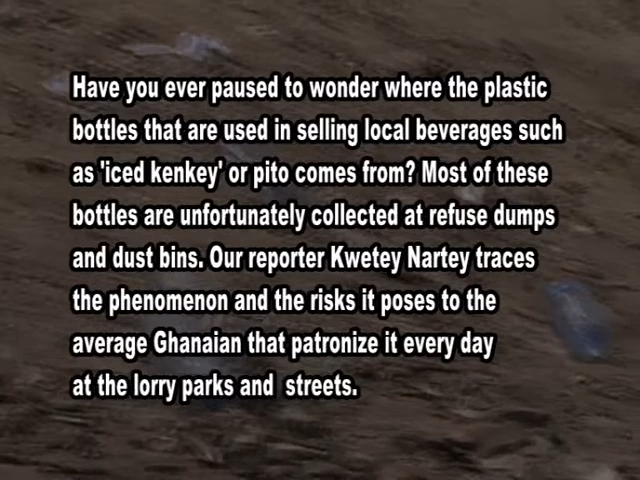 Have you ever paused to wonder where the plastic
bottles that are used in selling local beverages such
as 'iced kenkey' or pito comes from? Most of these
bottles are unfortunately collected at refuse dumps
and dust bins. Our reporter Kwetey Nartey traces
the phenomenon and the risks it poses to the
average Ghanaian that patronize it every day
at the lorry parks and  streets.